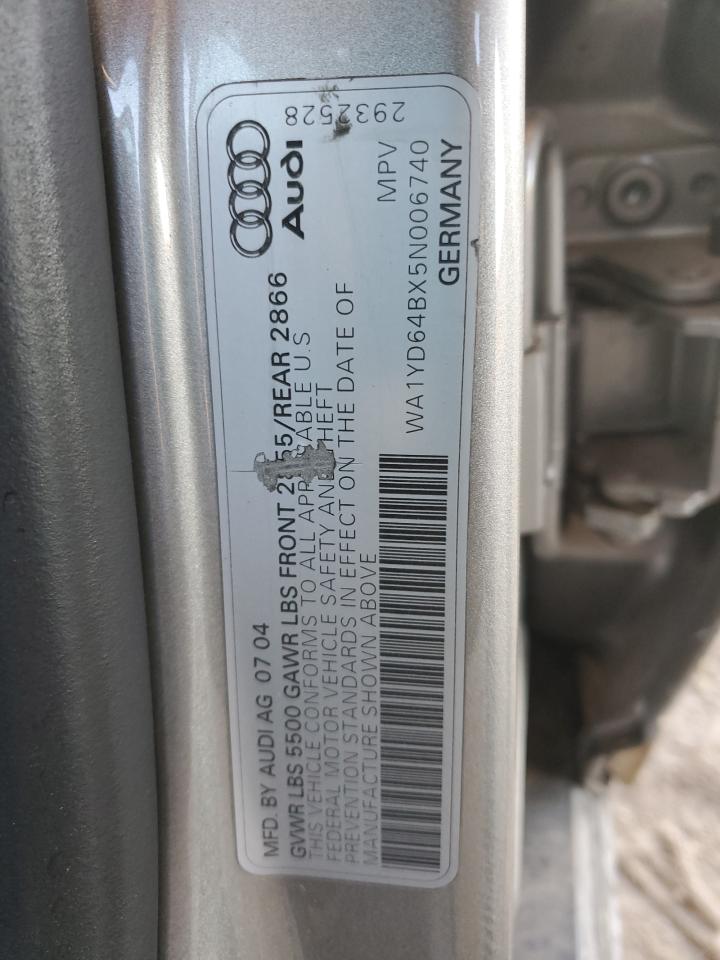 MFD. BY AUDI AG 07 04
GVWR LBS 5500 GAWR LBS FRONT /REAR 2866
THIS VEHICLE CONFORMS TO ALL U.S
FEDERAL MOTOR VEHICLE SAFETY AND
PREVENTION STANDARDS IN EFFECT ON THE DATE OF
MANUFACTURE SHOWN ABOVE
Audi
2932528
MPV
WA1YD64BX5N006740
GERMANY